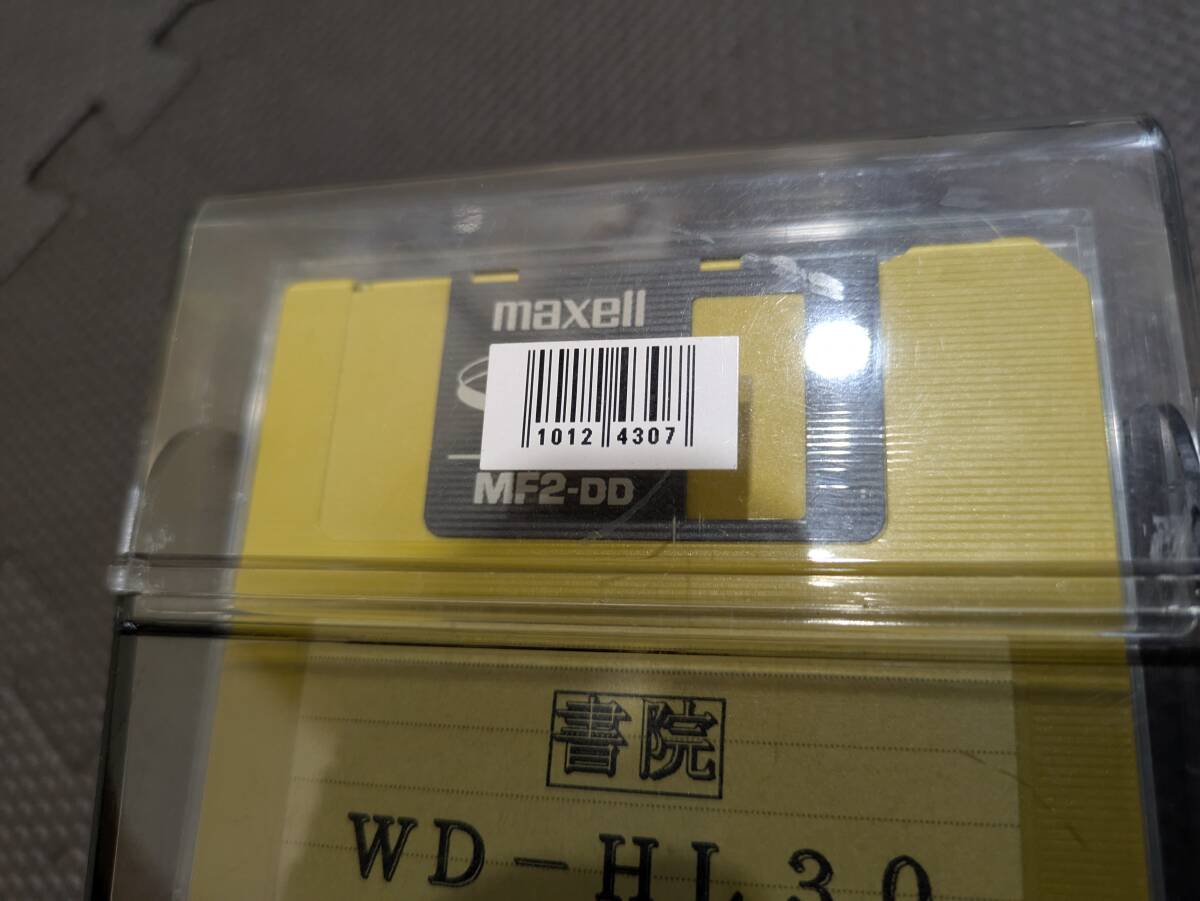 maxell
1012 4307
MF2-DD
書院
WD-HL30